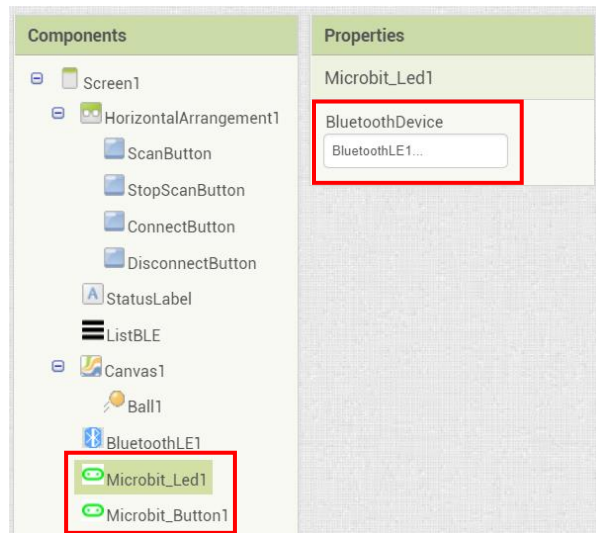 Components
Screen1
HorizontalArrangement1
ScanButton
StopScanButton
ConnectButton
DisconnectButton
A StatusLabel
ListBLE
Canvas1
Ball1
BluetoothLE1
Microbit_Led1
Microbit_Button1
Properties
Microbit_Led1
BluetoothDevice
BluetoothLE1...